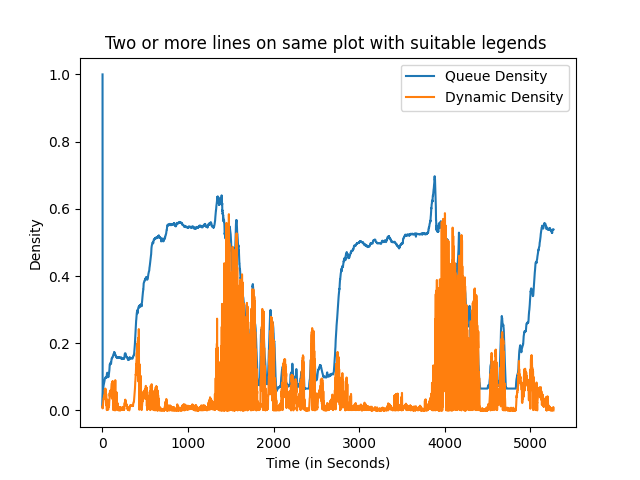 Two or more lines on same plot with suitable legends
Queue Density
Dynamic Density
1.0
0.8
0.6
0.4
0.2
0.0
Density
0 1000 2000 3000 4000 5000
Time (in Seconds)